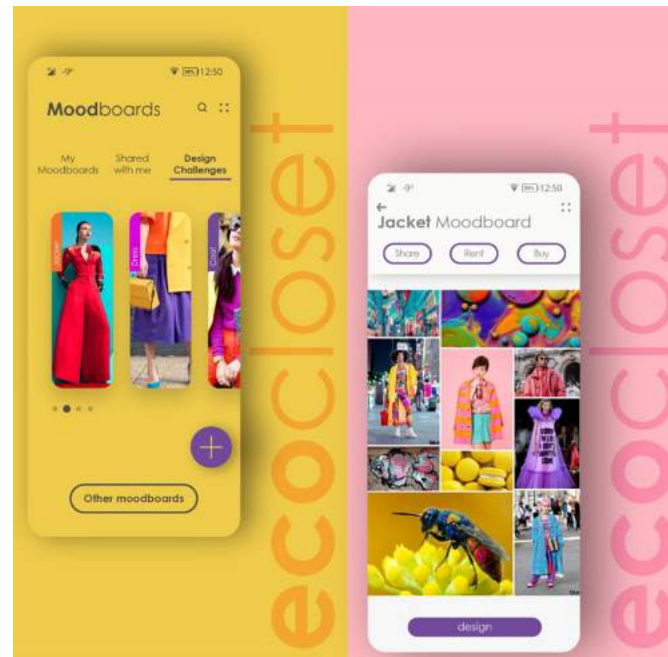 12:50
Moodboards
My Moodboards
Shared with me
Design Challenges
Dress
Coat
Other moodboards
ecocloset
12:50
Jacket Moodboard
Share
Rent
Buy
design
ecocloset